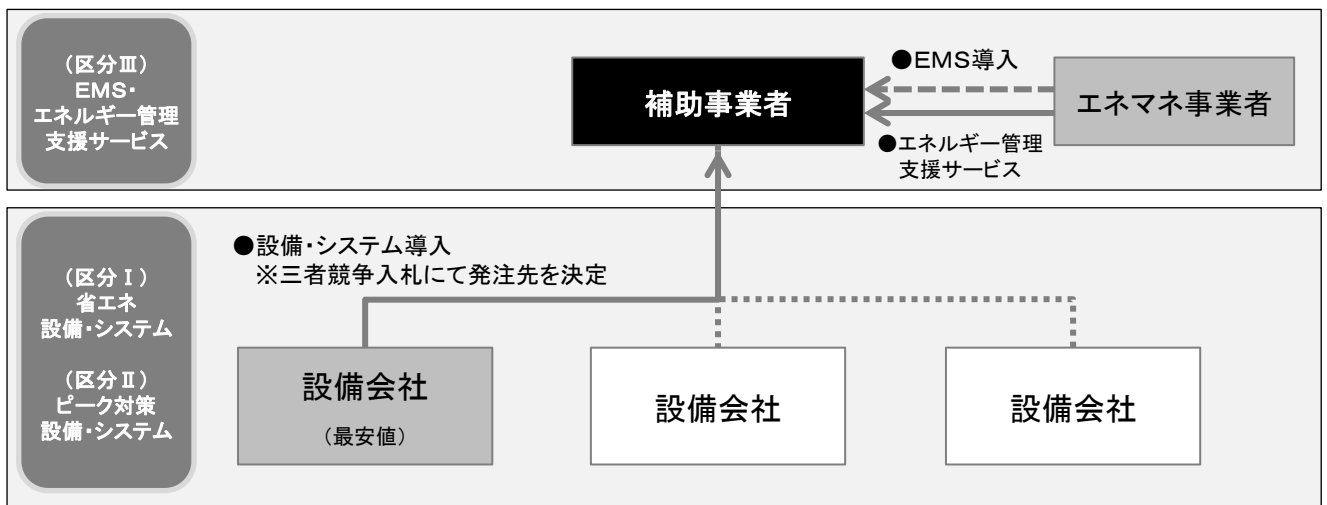 （区分Ⅲ）
EMS・
エネルギー管理
支援サービス
補助事業者
●EMS導入
エネマネ事業者
●エネルギー管理
支援サービス
（区分Ⅰ）
省エネ
設備・システム
（区分Ⅱ）
ピーク対策
設備・システム
●設備・システム導入
※三者競争入札にて発注先を決定
設備会社
（最安値）
設備会社
設備会社